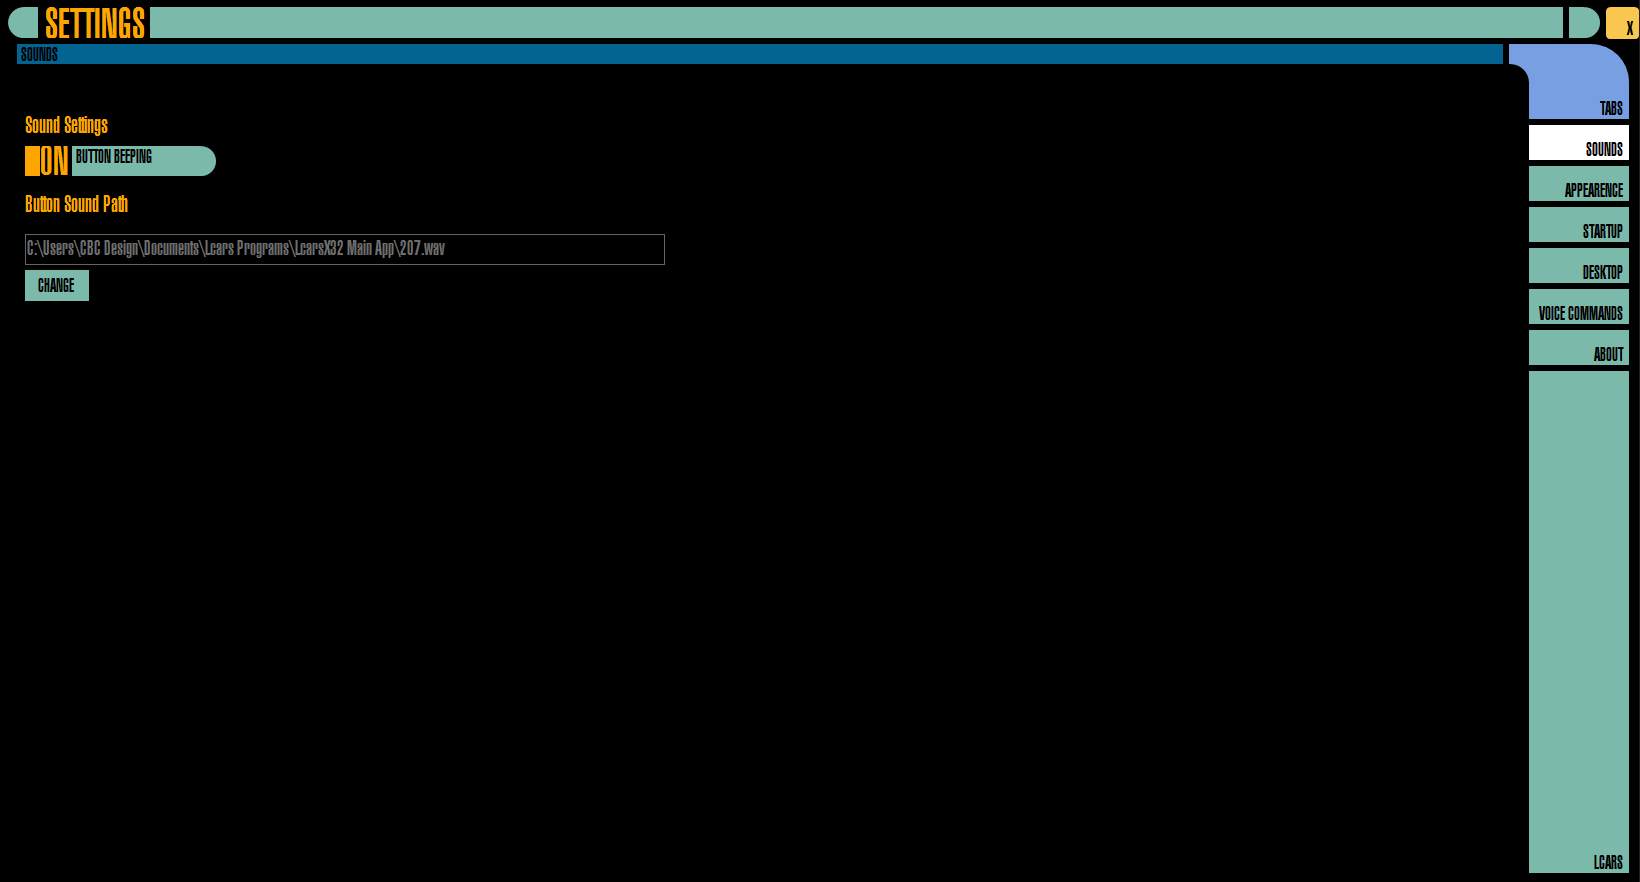 SETTINGS
X
SOUNDS
TABS
Sound Settings
ON BUTTON BEEPING
Button Sound Path
C:\Users\CBC Design\Documents\Lcars Programs\LcarsX32 Main App\207.wav
CHANGE
SOUNDS
APPEARENCE
STARTUP
DESKTOP
VOICE COMMANDS
ABOUT
LCARS